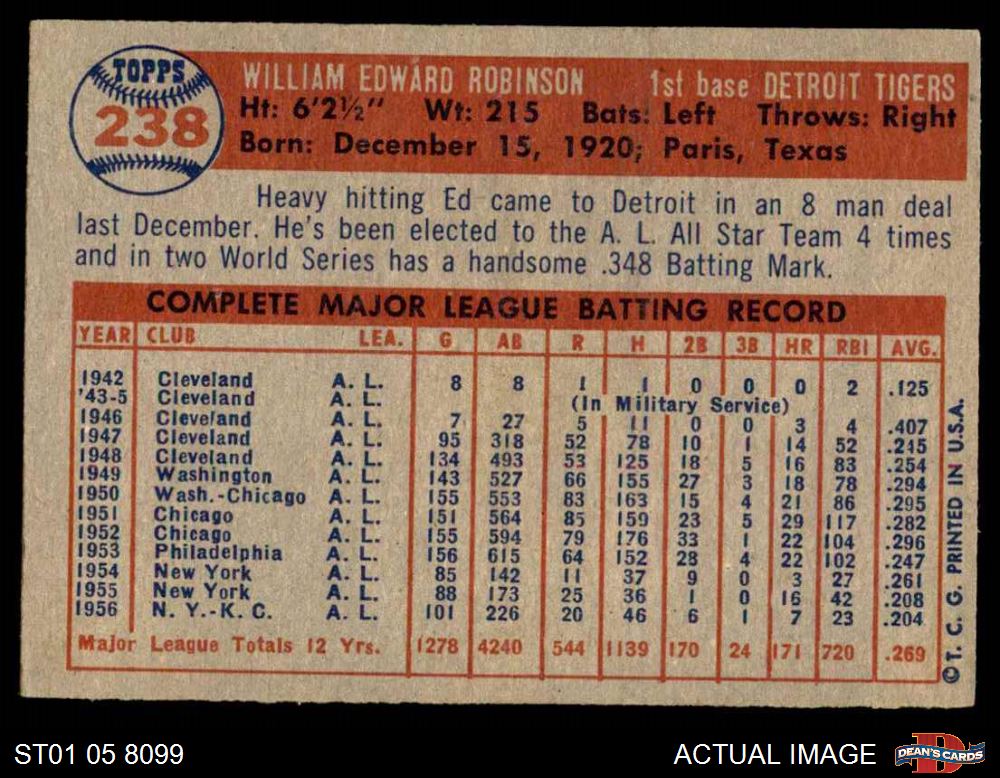 TOPPS
238
WILLIAM EDWARD ROBINSON 1st base DETROIT TIGERS
Ht: 6'2½" Wt: 215 Bats: Left Throws: Right
Born: December 15, 1920; Paris, Texas
Heavy hitting Ed came to Detroit in an 8 man deal
last December. He's been elected to the A. L. All Star Team 4 times
and in two World Series has a handsome .348 Batting Mark.
COMPLETE MAJOR LEAGUE BATTING RECORD
YEAR CLUB LEA. G AB R H 2B 3B HR RBI AVG.
1942 Cleveland A. L. 8 8 1 1 0 0 0 2 .125
'43-5 Cleveland A. L. (In Military Service)
1946 Cleveland A. L. 7 27 5 11 0 0 3 4 .407
1947 Cleveland A. L. 95 318 52 78 10 1 14 52 .245
1948 Cleveland A. L. 134 493 53 125 18 5 16 83 .254
1949 Washington A. L. 143 527 66 155 27 3 18 78 .294
1950 Wash.-Chicago A. L. 155 553 83 163 15 4 21 86 .295
1951 Chicago A. L. 151 564 85 159 23 5 29 117 .282
1952 Chicago A. L. 155 594 79 176 33 1 22 104 .296
1953 Philadelphia A. L. 156 615 64 152 28 4 22 102 .247
1954 New York A. L. 85 142 11 37 9 0 3 27 .261
1955 New York A. L. 88 173 25 36 1 0 16 42 .208
1956 N. Y.-K. C. A. L. 101 226 20 46 6 1 7 23 .204
Major League Totals 12 Yrs. 1278 4240 544 1139 170 24 171 720 .269
©T. C. G. PRINTED IN U.S.A.
ST01 05 8099
ACTUAL IMAGE
DEAN'S CARDS